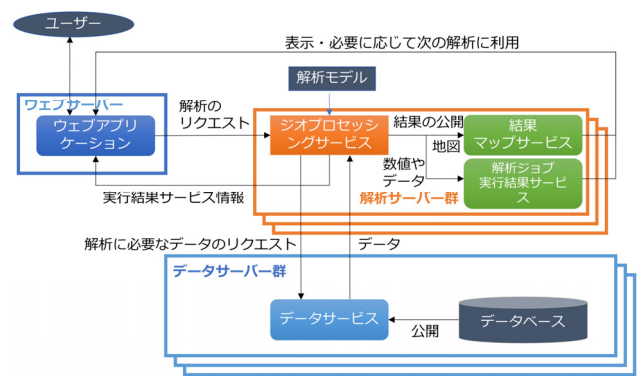 ユーザー
表示・必要に応じて次の解析に利用
解析モデル
ウェブサーバー
ウェブアプリ
ケーション
解析の
リクエスト
ジオプロセッシ
ングサービス
結果の公開
地図
結果
マップサービス
数値や
データ
解析ジョブ
実行結果サービ
ス
解析サーバー群
実行結果サービス情報
解析に必要なデータのリクエスト
データ
データサーバー群
データサービス
公開
データベース